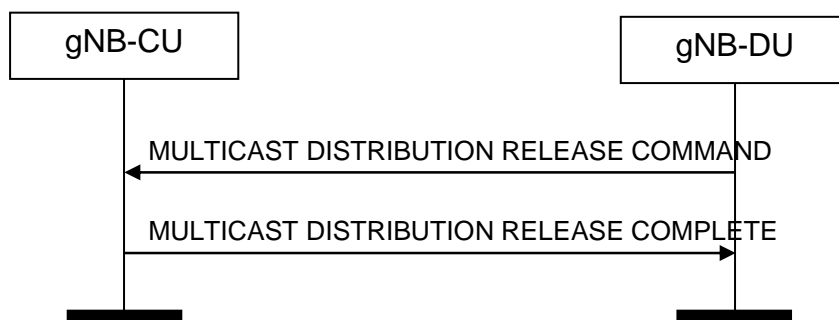 gNB-CU
gNB-DU
MULTICAST DISTRIBUTION RELEASE COMMAND
MULTICAST DISTRIBUTION RELEASE COMPLETE